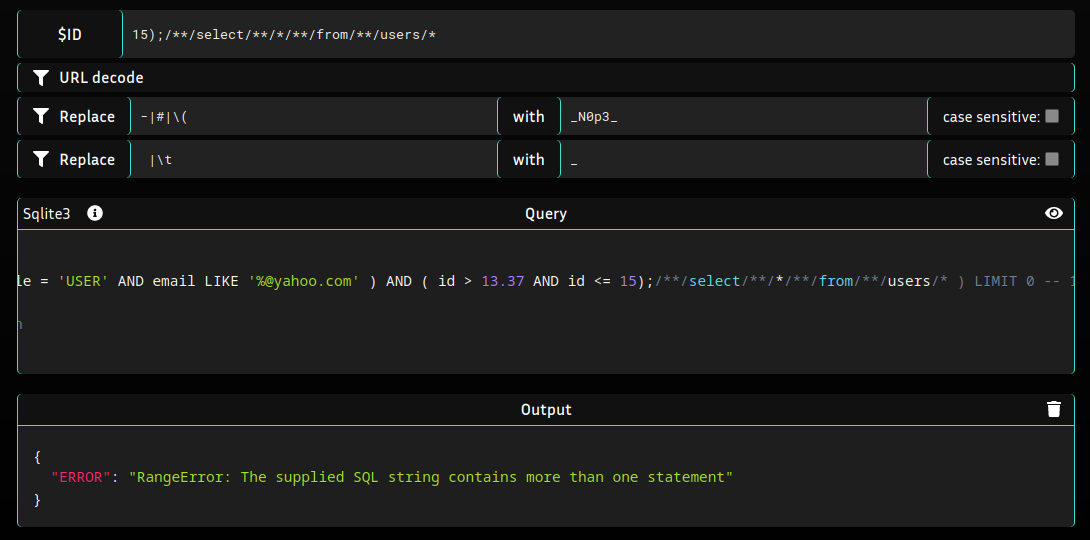 $ID 15);/**/select/**/*/**/from/**/users/*
URL decode
Replace -|#|\( with _N0p3_ case sensitive:
Replace  |\t with _ case sensitive:
Sqlite3 Query
le = 'USER' AND email LIKE '%@yahoo.com' ) AND ( id > 13.37 AND id <= 15);/**/select/**/*/**/from/**/users/* ) LIMIT 0 --
Output
{
"ERROR": "RangeError: The supplied SQL string contains more than one statement"
}